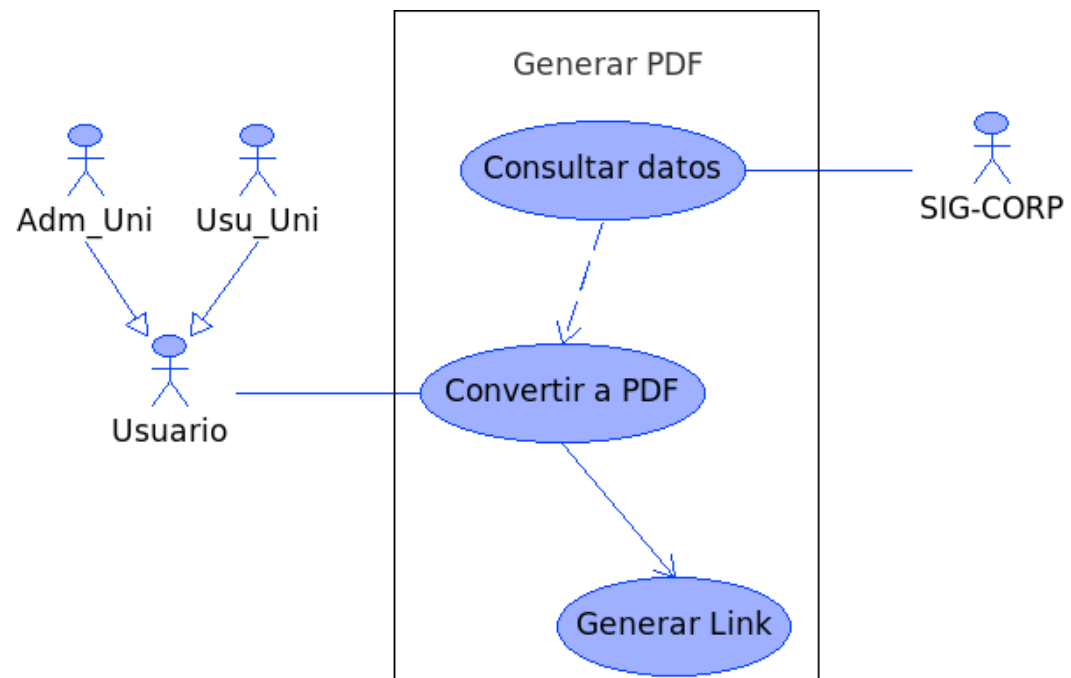 Generar PDF
Consultar datos
Adm_Uni
Usu_Uni
SIG-CORP
Convertir a PDF
Usuario
Generar Link